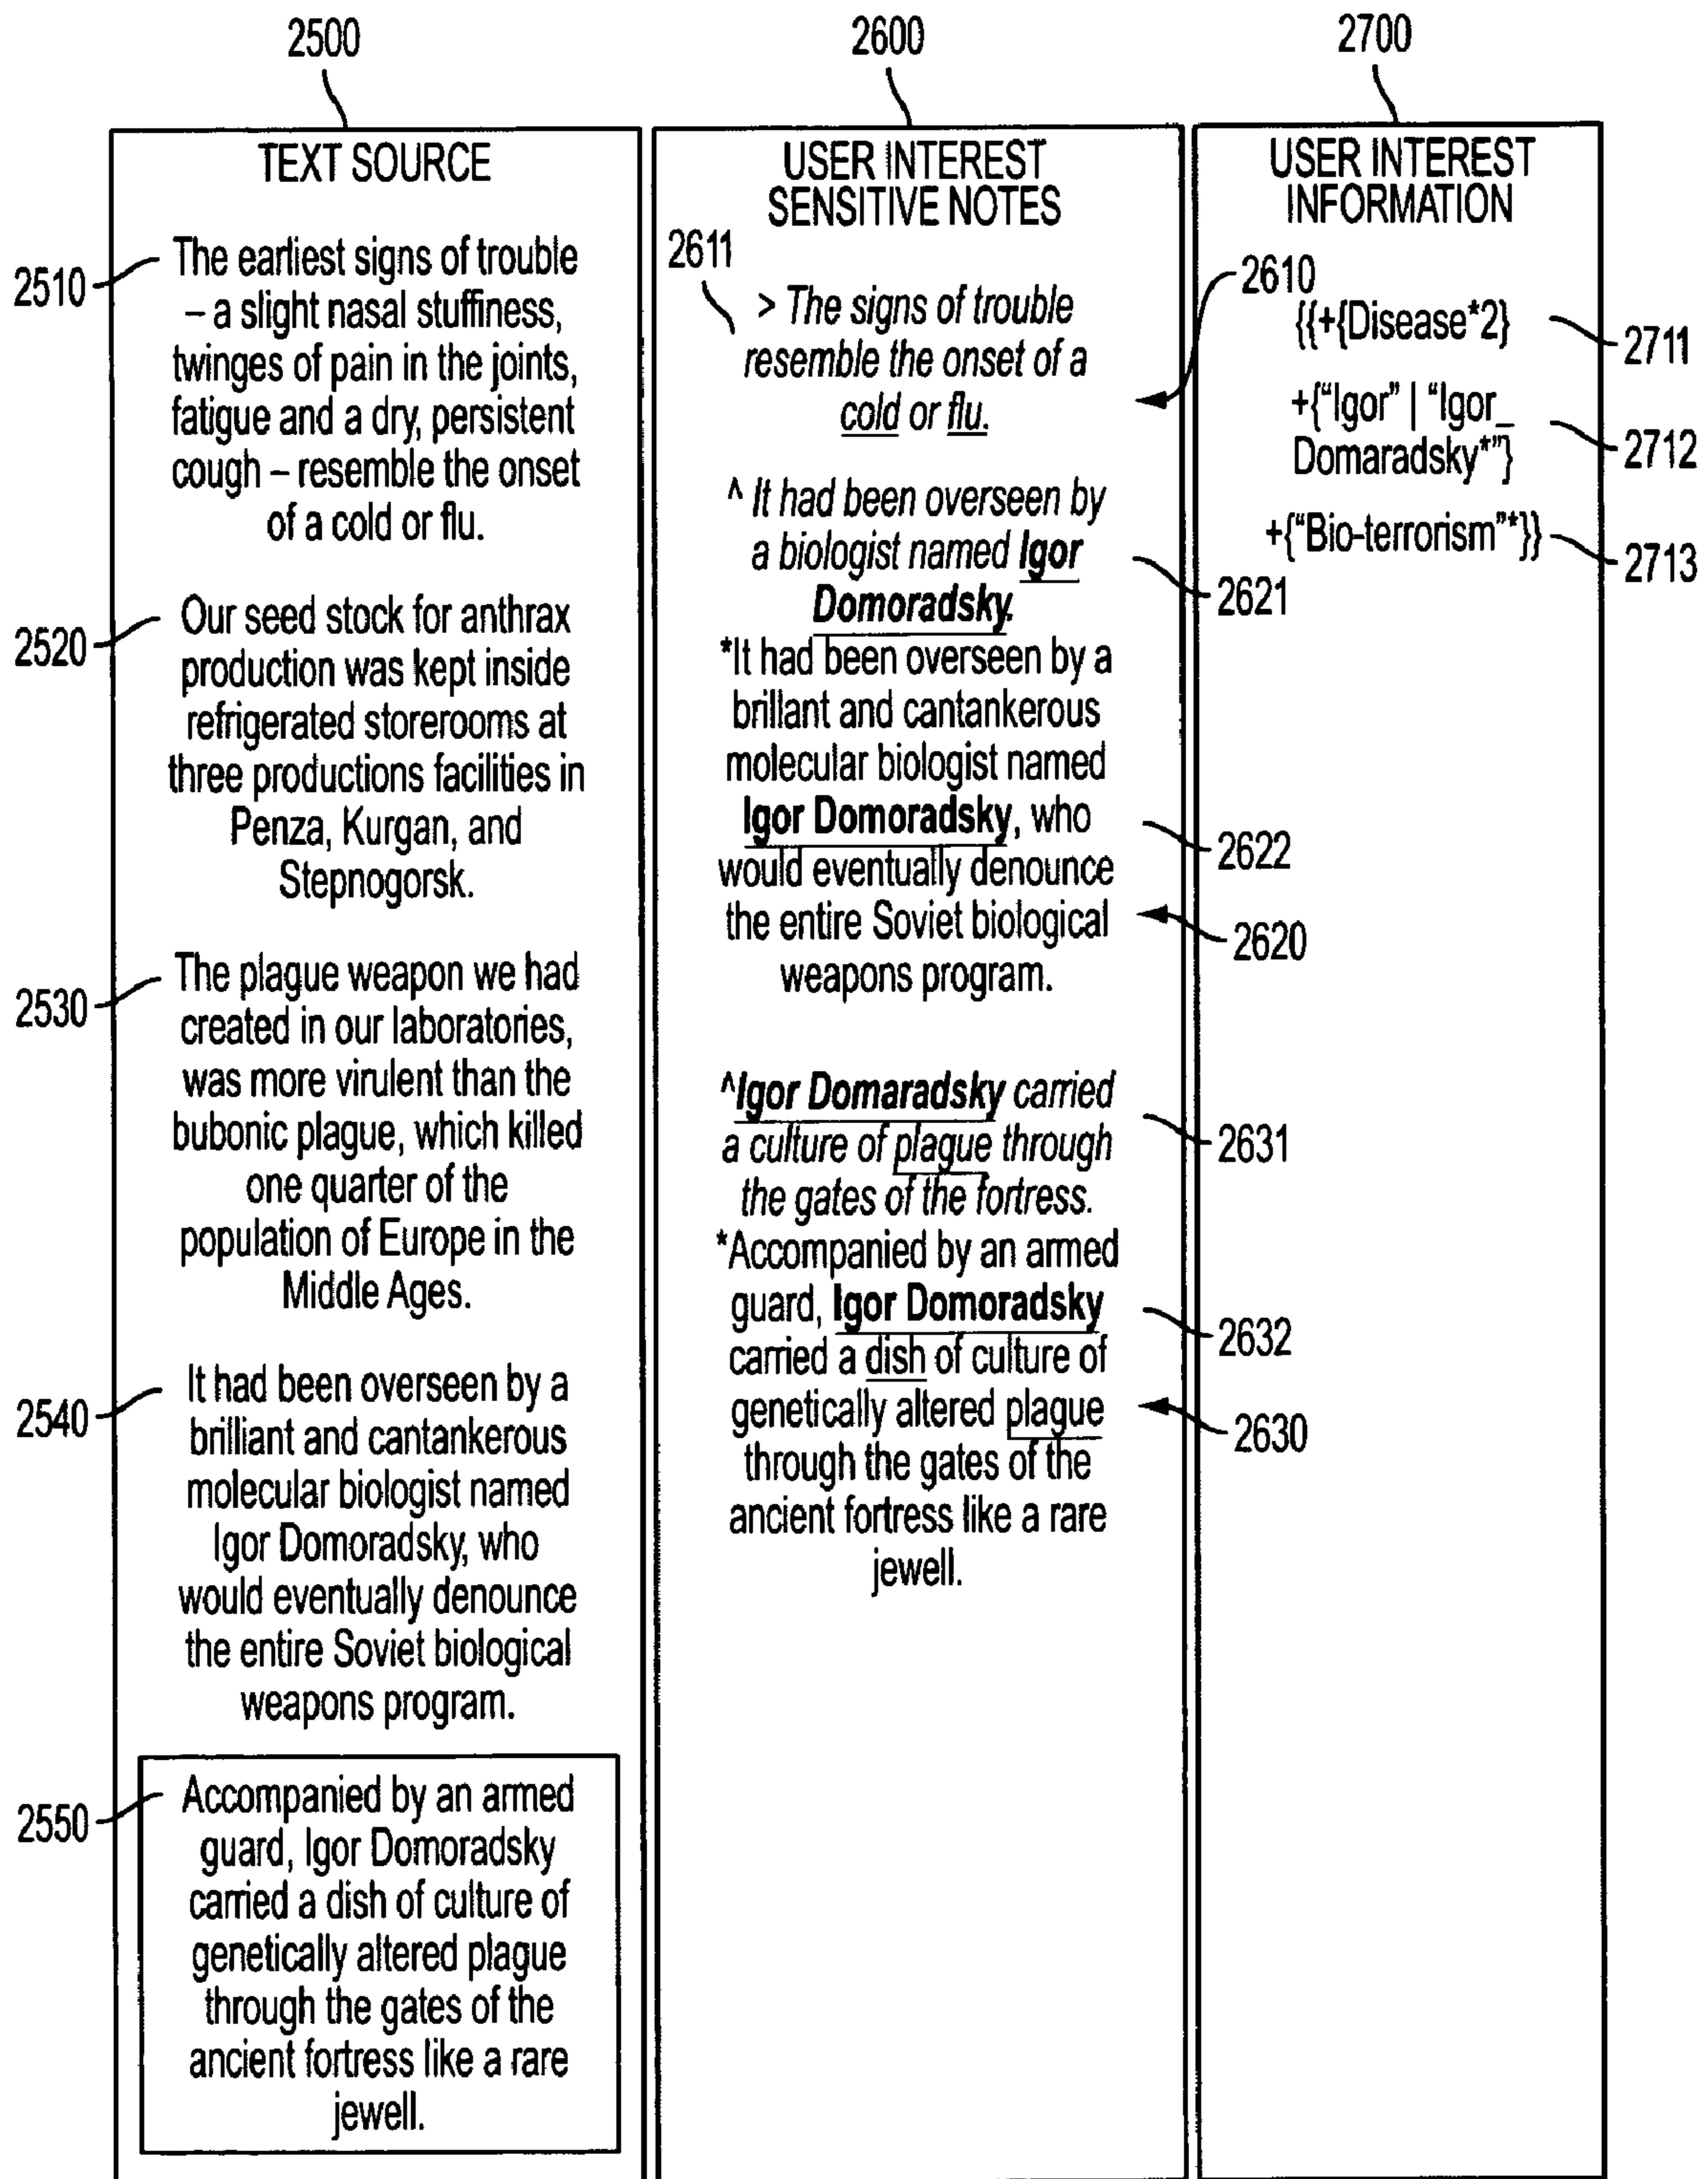 2500
2600
2700
TEXT SOURCE
2510
The earliest signs of trouble
– a slight nasal stuffiness,
twinges of pain in the joints,
fatigue and a dry, persistent
cough – resemble the onset
of a cold or flu.
2520
Our seed stock for anthrax
production was kept inside
refrigerated storerooms at
three productions facilities in
Penza, Kurgan, and
Stepnogorsk.
2530
The plague weapon we had
created in our laboratories,
was more virulent than the
bubonic plague, which killed
one quarter of the
population of Europe in the
Middle Ages.
2540
It had been overseen by a
brilliant and cantankerous
molecular biologist named
Igor Domoradsky, who
would eventually denounce
the entire Soviet biological
weapons program.
2550
Accompanied by an armed
guard, Igor Domoradsky
carried a dish of culture of
genetically altered plague
through the gates of the
ancient fortress like a rare
jewell.
USER INTEREST
SENSITIVE NOTES
2611
2610
> The signs of trouble
resemble the onset of a
cold or flu.
^ It had been overseen by
a biologist named Igor
Domoradsky.
2621
*It had been overseen by a
brillant and cantankerous
molecular biologist named
Igor Domoradsky, who
would eventually denounce
the entire Soviet biological
weapons program.
2622
2620
^Igor Domaradsky carried
a culture of plague through
the gates of the fortress.
2631
*Accompanied by an armed
guard, Igor Domoradsky
carried a dish of culture of
genetically altered plague
through the gates of the
ancient fortress like a rare
jewell.
2632
2630
USER INTEREST
INFORMATION
{{+{Disease*2}
2711
+{“Igor” | “Igor_
Domaradsky*”}
2712
+{“Bio-terrorism”*}}
2713